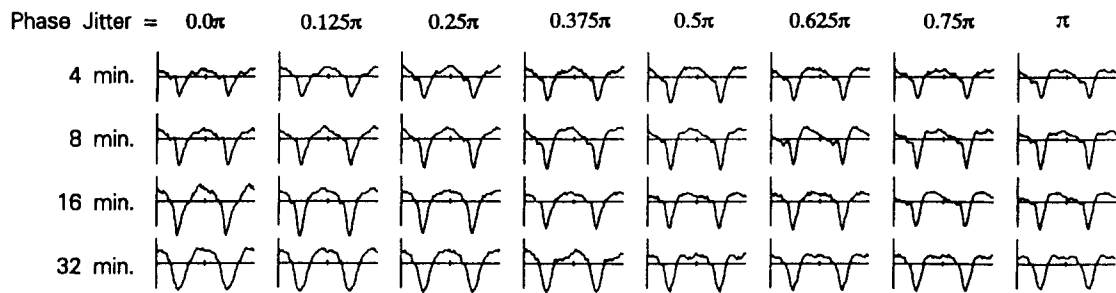 Phase Jitter = 0.0π 0.125π 0.25π 0.375π 0.5π 0.625π 0.75π π
4 min.
8 min.
16 min.
32 min.